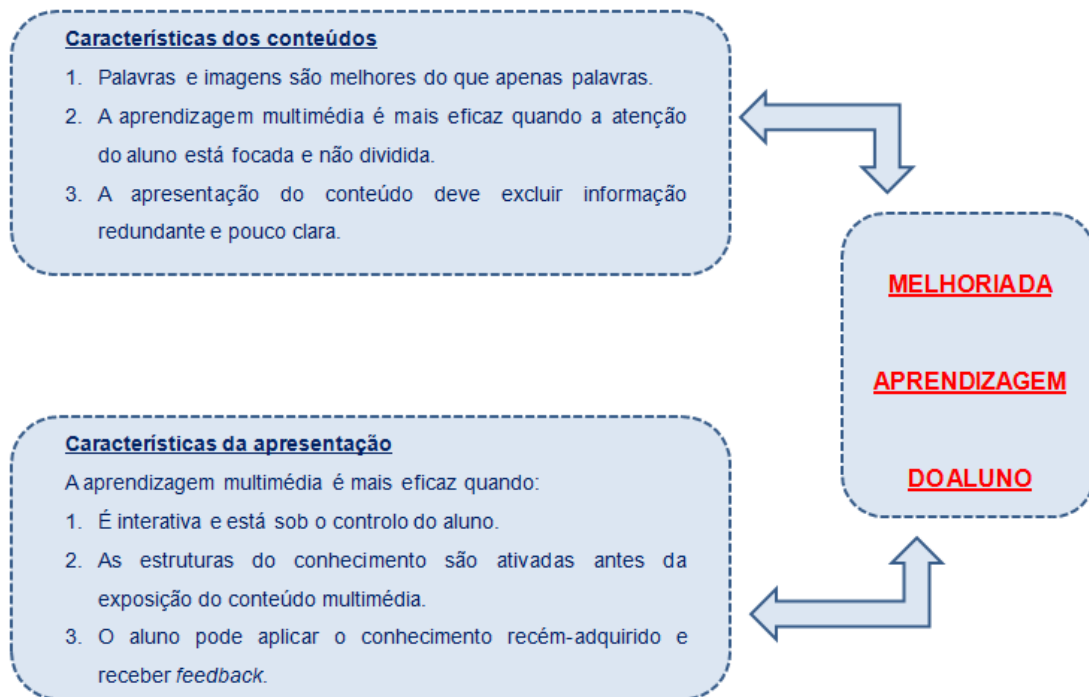 Características dos conteúdos
1. Palavras e imagens são melhores do que apenas palavras.
2. A aprendizagem multimédia é mais eficaz quando a atenção
do aluno está focada e não dividida.
3. A apresentação do conteúdo deve excluir informação
redundante e pouco clara.
MELHORIA DA
APRENDIZAGEM
DO ALUNO
Características da apresentação
A aprendizagem multimédia é mais eficaz quando:
1. É interativa e está sob o controlo do aluno.
2. As estruturas do conhecimento são ativadas antes da
exposição do conteúdo multimédia.
3. O aluno pode aplicar o conhecimento recém-adquirido e
receber feedback.